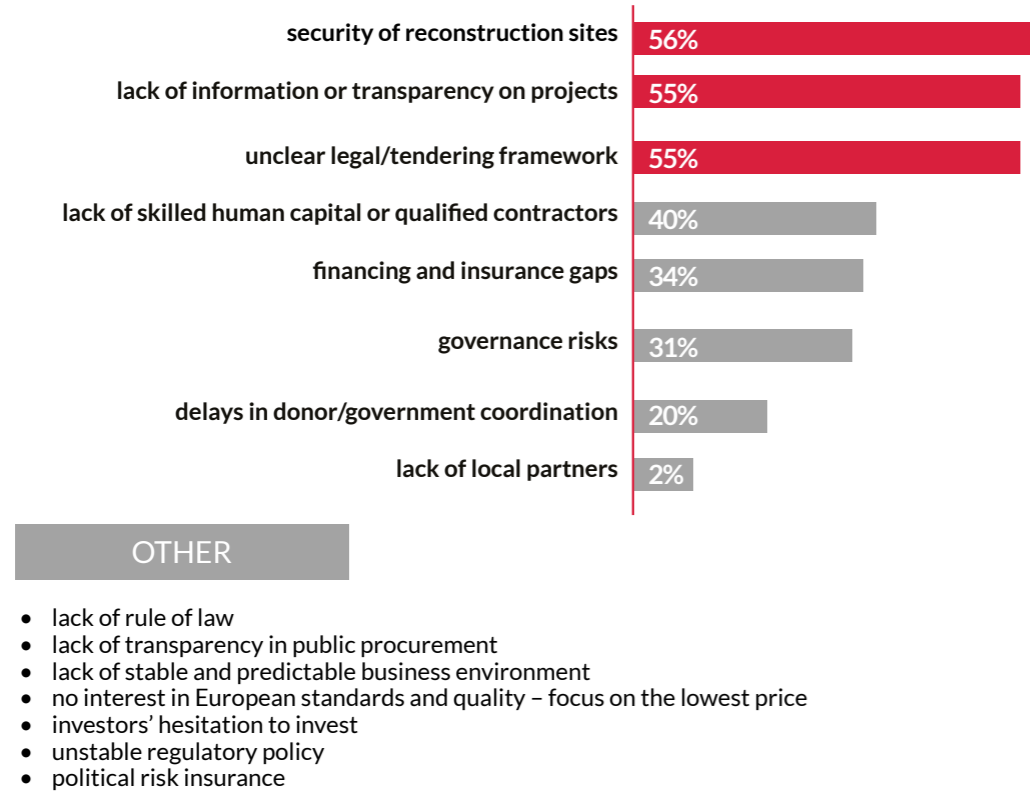 security of reconstruction sites 56%
lack of information or transparency on projects 55%
unclear legal/tendering framework 55%
lack of skilled human capital or qualified contractors 40%
financing and insurance gaps 34%
governance risks 31%
delays in donor/government coordination 20%
lack of local partners 2%
OTHER
• lack of rule of law
• lack of transparency in public procurement
• lack of stable and predictable business environment
• no interest in European standards and quality – focus on the lowest price
• investors’ hesitation to invest
• unstable regulatory policy
• political risk insurance